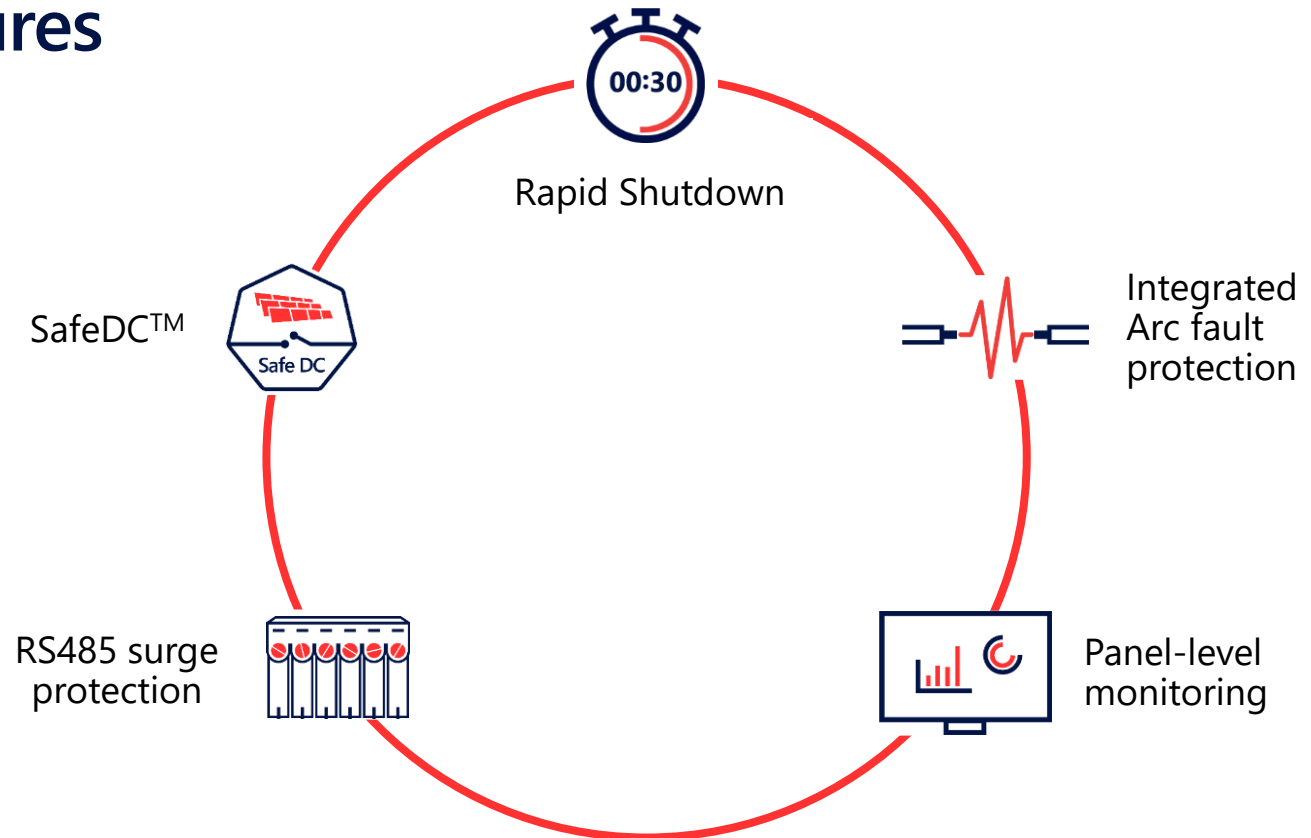 ures
00:30
Rapid Shutdown
Integrated
Arc fault
protection
SafeDC™
Safe DC
RS485 surge
protection
Panel-level
monitoring